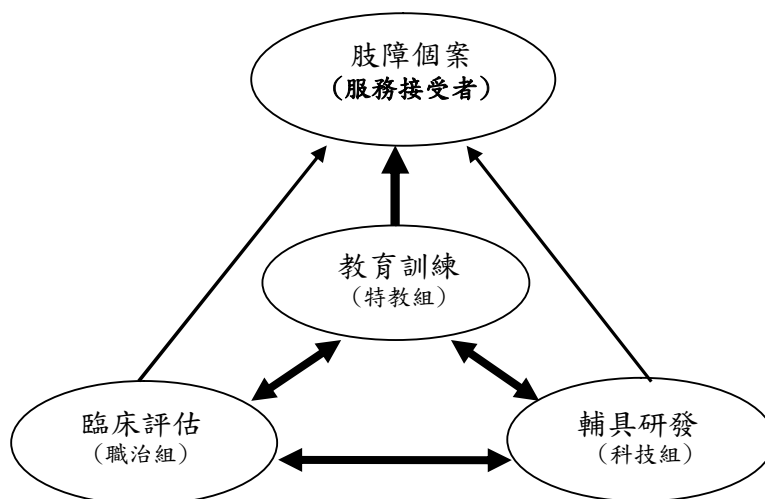 肢障個案
（服務接受者）
教育訓練
（特教組）
臨床評估
（職治組）
輔具研發
（科技組）